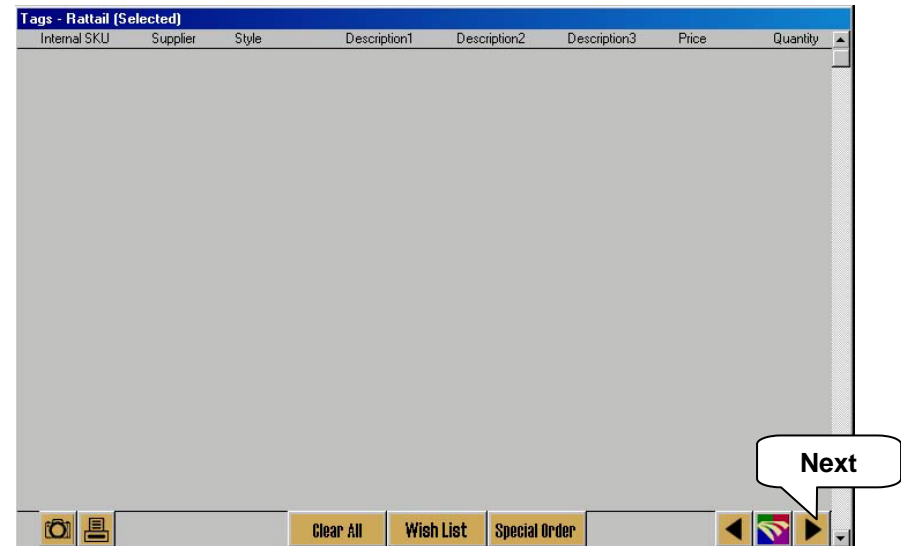 Tags - Rattail (Selected)
Internal SKU Supplier Style Description1 Description2 Description3 Price Quantity
Next
Clear All Wish List Special Order